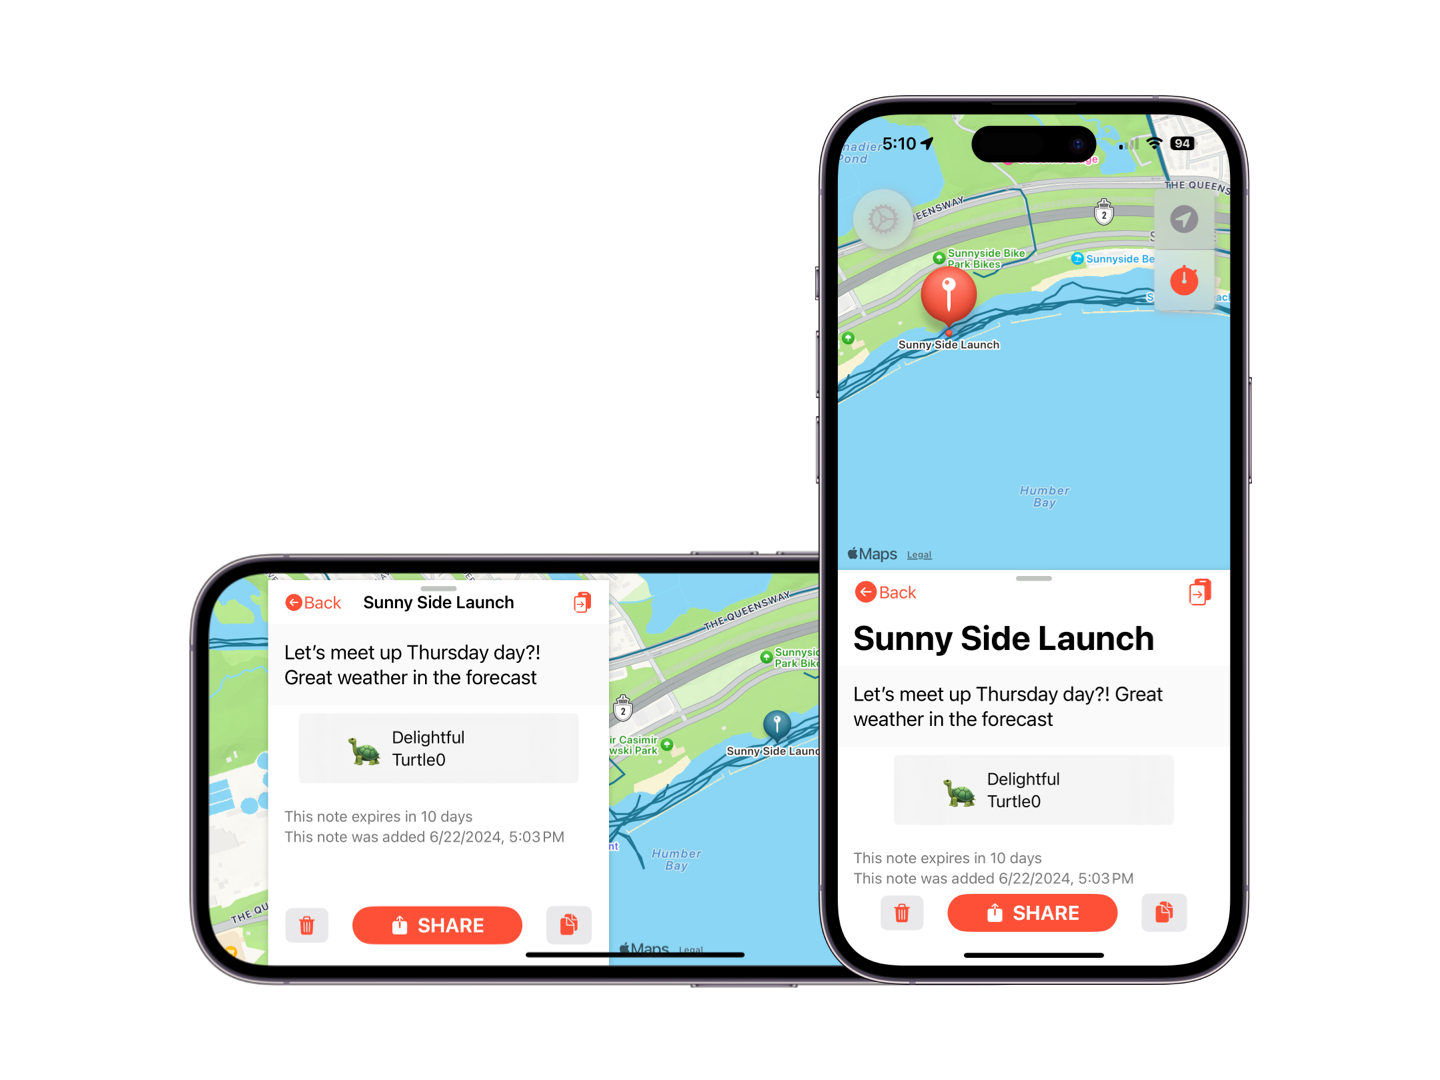 Back
Sunny Side Launch
Let's meet up Thursday day?!
Great weather in the forecast
Delightful
Turtle0
This note expires in 10 days
This note was added 6/22/2024, 5:03 PM
SHARE
THE QU
THE QUEENSWAY
Sunnysid
Park Bike
2
ir Casimir
wski Park
Sunny Side Launc
nt
Humber
Bay
Maps
Legal
5:10
94
nadier
Pond
THE QUEENS
UEENSWAY
2
Sunnyside Bike
Park Bikes
Sunnyside Be
Sunny Side Launch
Humber
Bay
Maps
Legal
Back
Sunny Side Launch
Let's meet up Thursday day?! Great
weather in the forecast
Delightful
Turtle0
This note expires in 10 days
This note was added 6/22/2024, 5:03 PM
SHARE